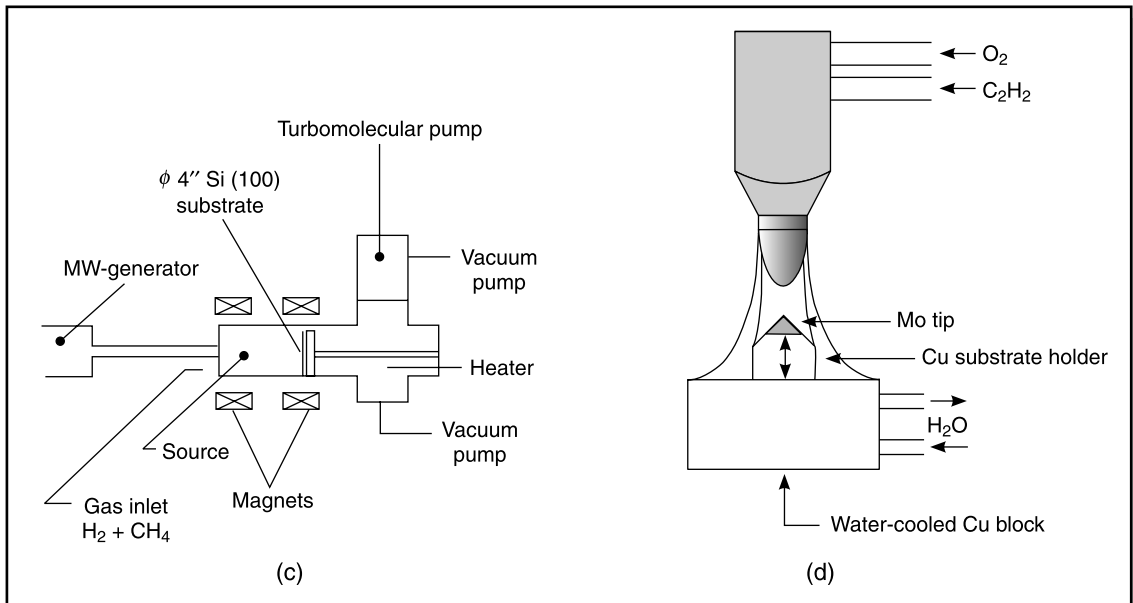 Turbomolecular pump
ϕ 4″ Si (100)
substrate
MW-generator
Vacuum
pump
Heater
Vacuum
pump
Source
Magnets
Gas inlet
H₂ + CH₄
(c)
O₂
C₂H₂
Mo tip
Cu substrate holder
H₂O
Water-cooled Cu block
(d)